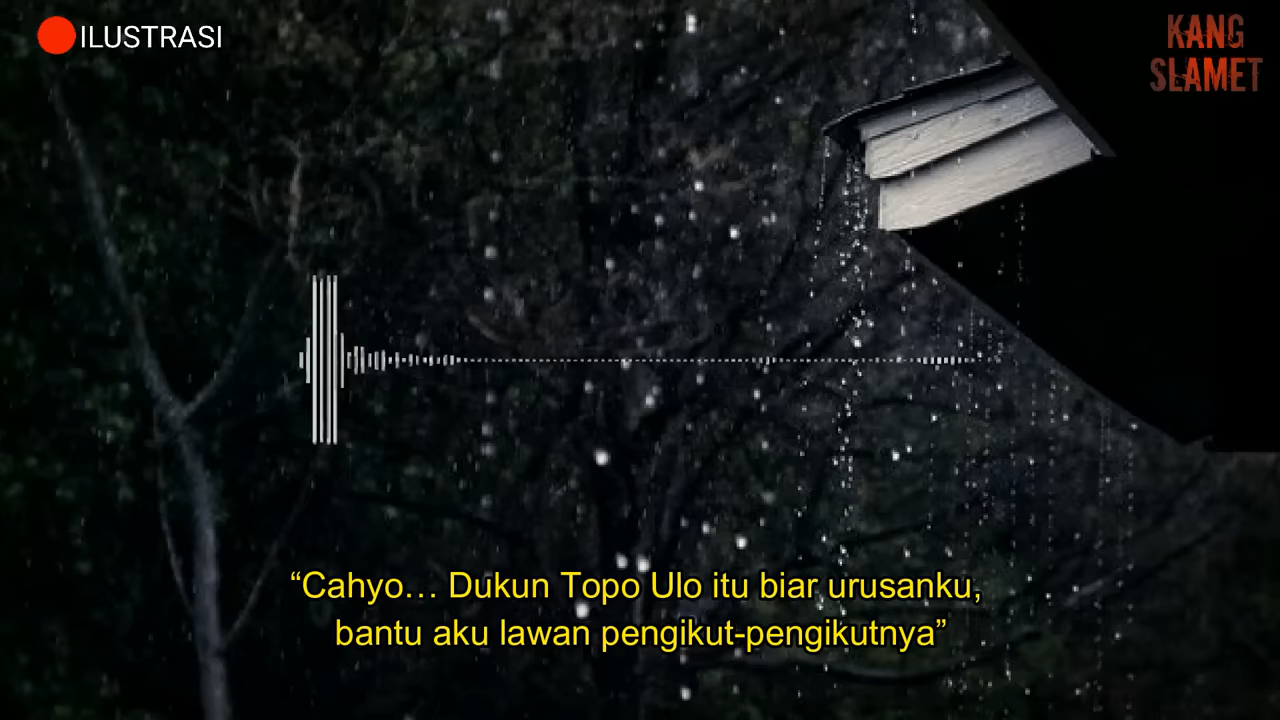 ILUSTRASI
KANG
SLAMET
“Cahyo… Dukun Topo Ulo itu biar urusanku,
bantu aku lawan pengikut-pengikutnya”